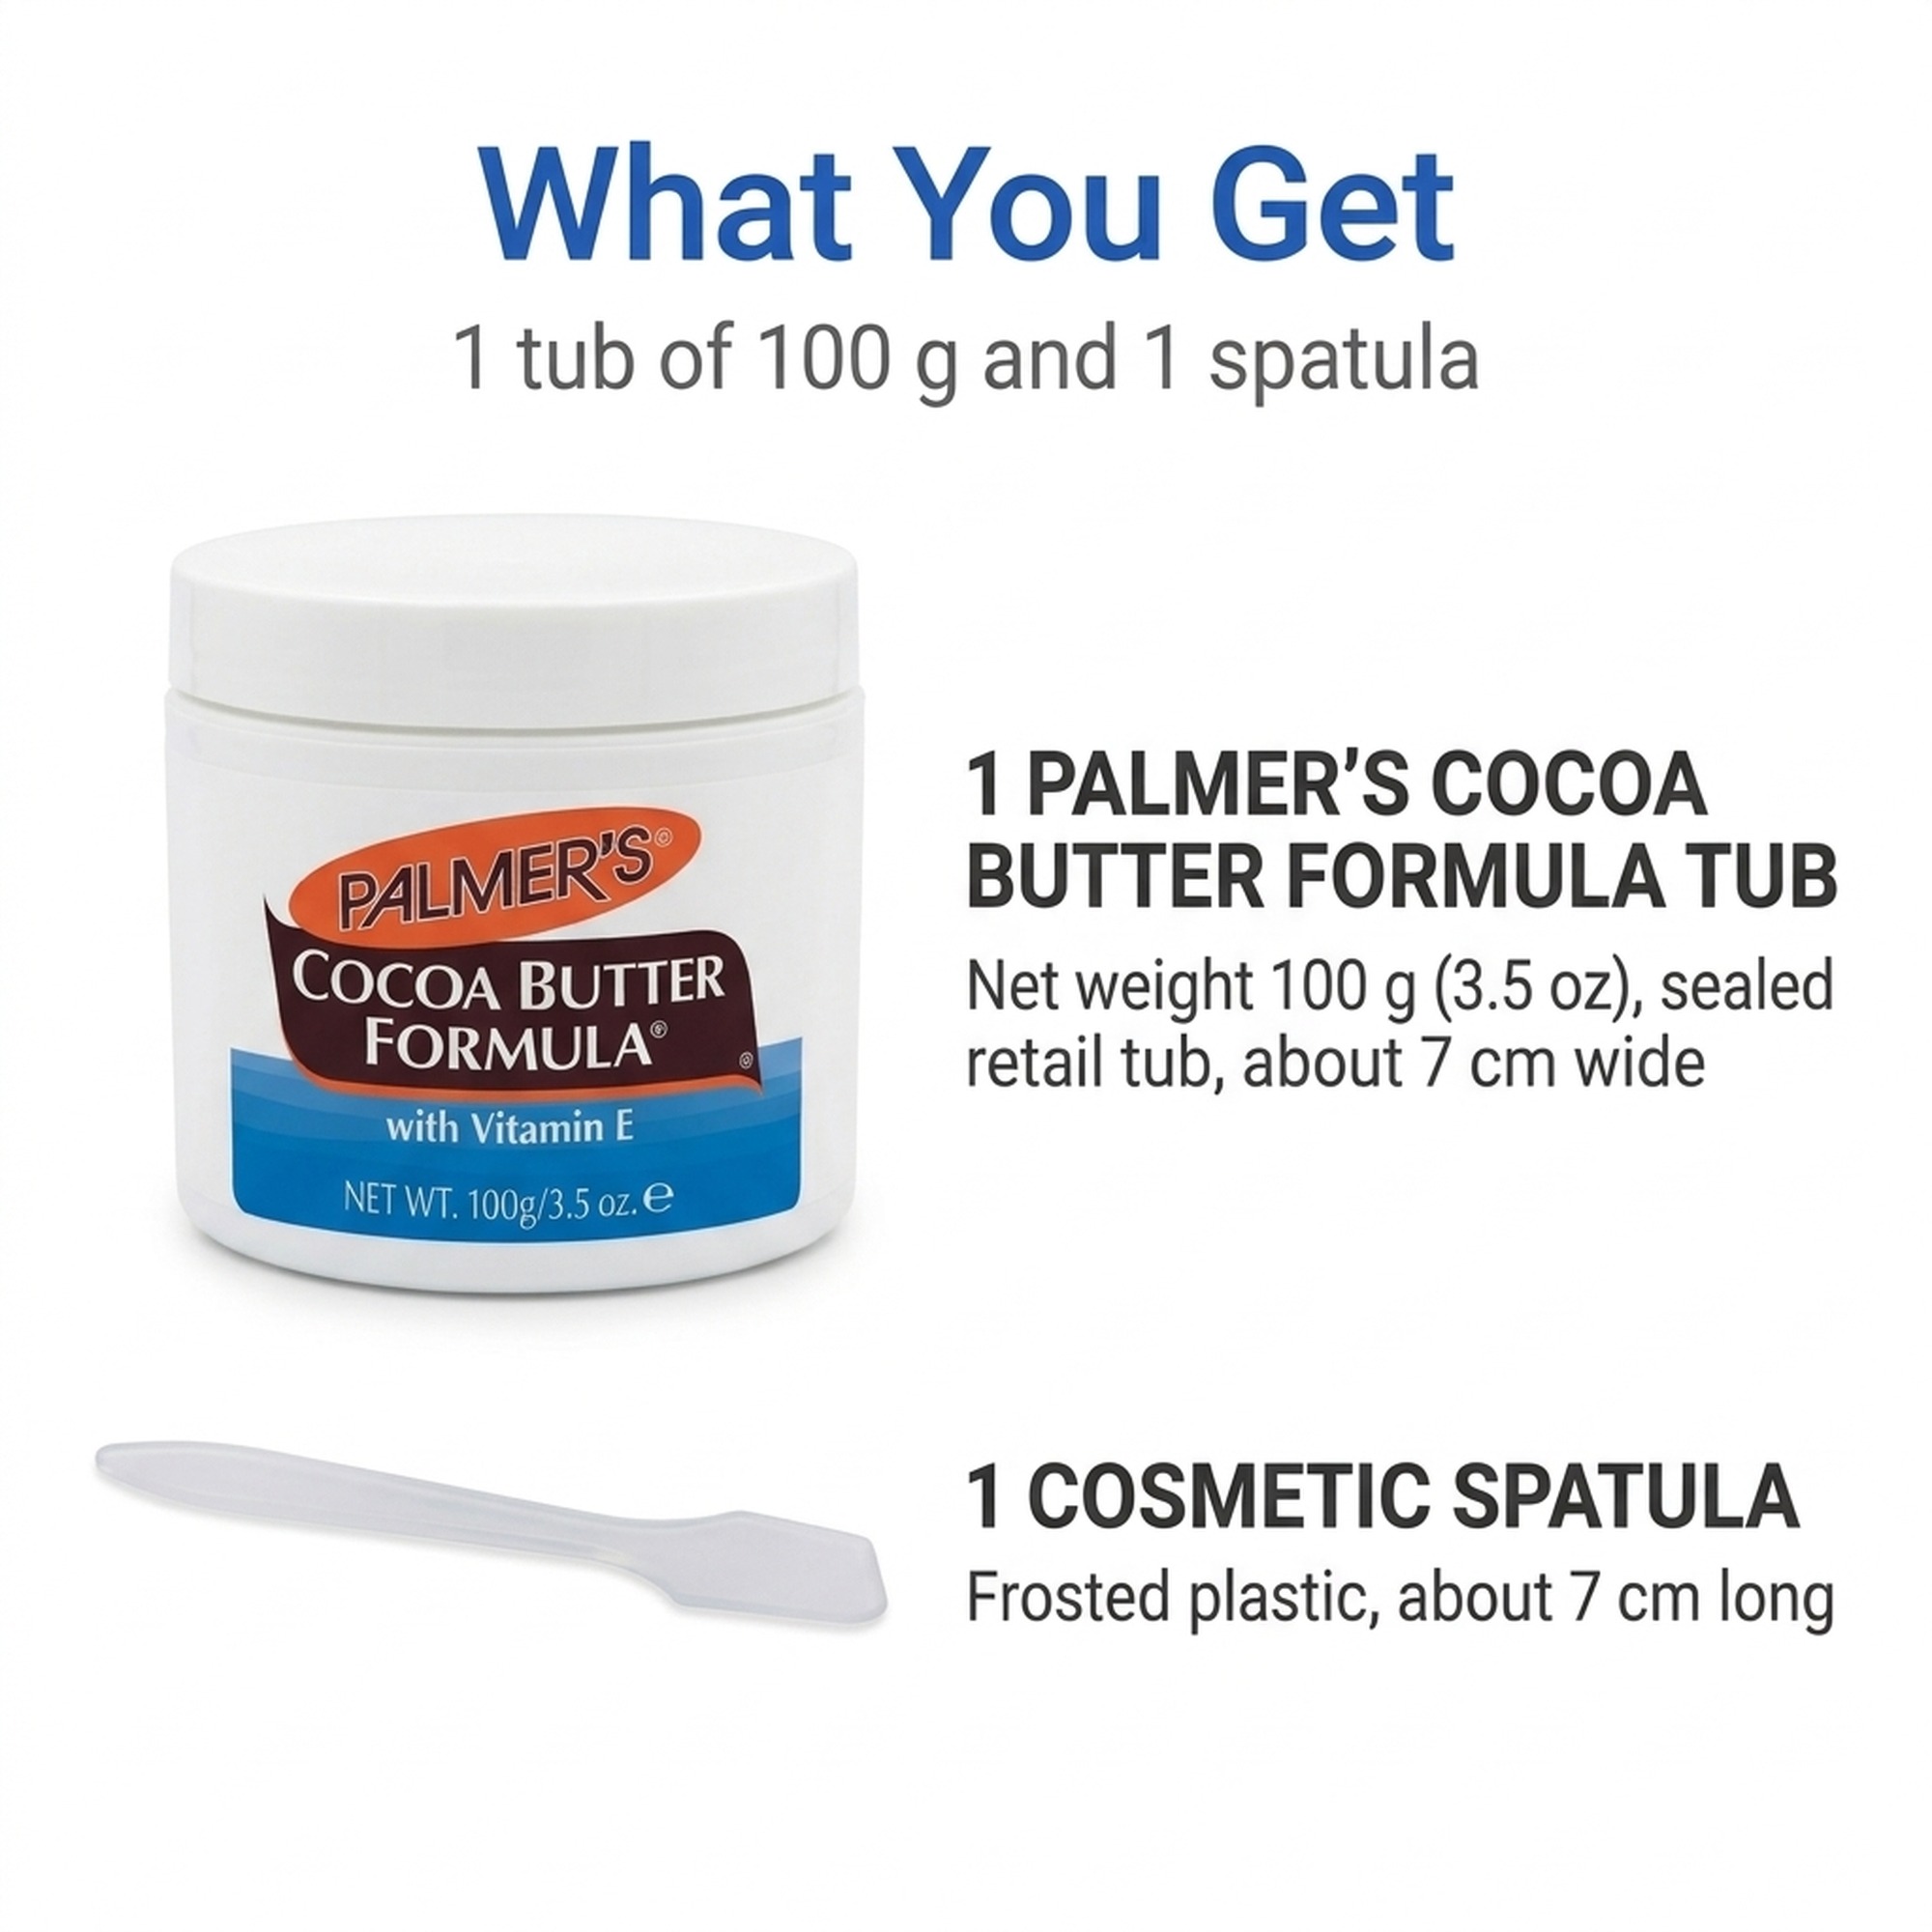 What You Get
1 tub of 100 g and 1 spatula
PALMER'S®
COCOA BUTTER
FORMULA®
®
with Vitamin E
NET WT. 100g/3.5 oz. ℮
1 PALMER’S COCOA
BUTTER FORMULA TUB
Net weight 100 g (3.5 oz), sealed
retail tub, about 7 cm wide
1 COSMETIC SPATULA
Frosted plastic, about 7 cm long